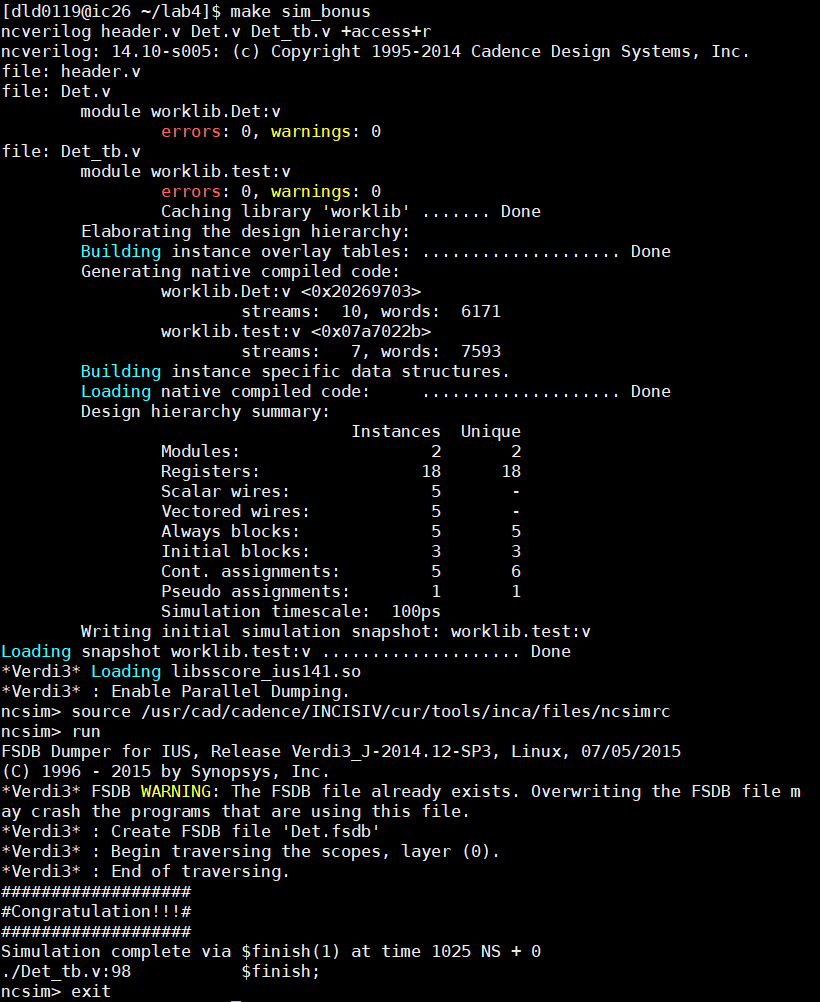 [dld0119@ic26 ~/lab4]$ make sim_bonus
ncverilog header.v Det.v Det_tb.v +access+r
ncverilog: 14.10-s005: (c) Copyright 1995-2014 Cadence Design Systems, Inc.
file: header.v
file: Det.v
        module worklib.Det:v
                errors: 0, warnings: 0
file: Det_tb.v
        module worklib.test:v
                errors: 0, warnings: 0
                Caching library 'worklib' ....... Done
        Elaborating the design hierarchy:
        Building instance overlay tables: .................... Done
        Generating native compiled code:
                worklib.Det:v <0x20269703>
                        streams:  10, words:  6171
                worklib.test:v <0x07a7022b>
                        streams:   7, words:  7593
        Building instance specific data structures.
        Loading native compiled code:     .................... Done
        Design hierarchy summary:
                                   Instances  Unique
                Modules:                   2       2
                Registers:                18      18
                Scalar wires:              5       -
                Vectored wires:            5       -
                Always blocks:             5       5
                Initial blocks:            3       3
                Cont. assignments:         5       6
                Pseudo assignments:        1       1
                Simulation timescale:  100ps
        Writing initial simulation snapshot: worklib.test:v
Loading snapshot worklib.test:v .................... Done
*Verdi3* Loading libsscore_ius141.so
*Verdi3* : Enable Parallel Dumping.
ncsim> source /usr/cad/cadence/INCISIV/cur/tools/inca/files/ncsimrc
ncsim> run
FSDB Dumper for IUS, Release Verdi3_J-2014.12-SP3, Linux, 07/05/2015
(C) 1996 - 2015 by Synopsys, Inc.
*Verdi3* FSDB WARNING: The FSDB file already exists. Overwriting the FSDB file m
ay crash the programs that are using this file.
*Verdi3* : Create FSDB file 'Det.fsdb'
*Verdi3* : Begin traversing the scopes, layer (0).
*Verdi3* : End of traversing.
###################
#Congratulation!!!#
###################
Simulation complete via $finish(1) at time 1025 NS + 0
./Det_tb.v:98           $finish;
ncsim> exit